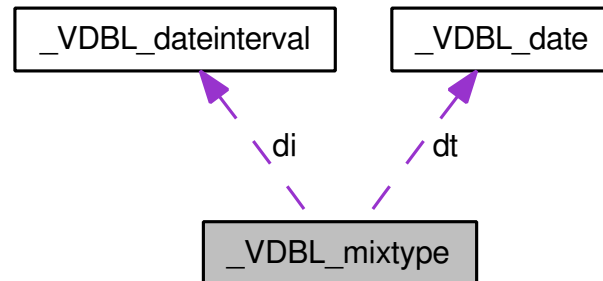 _VDBL_dateinterval
_VDBL_date
di
dt
_VDBL_mixtype